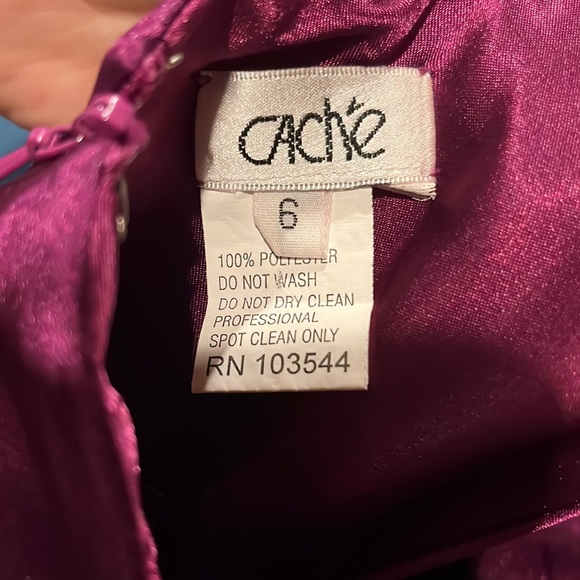 CAché
6
100% POLYESTER
DO NOT WASH
DO NOT DRY CLEAN
PROFESSIONAL
SPOT CLEAN ONLY
RN 103544